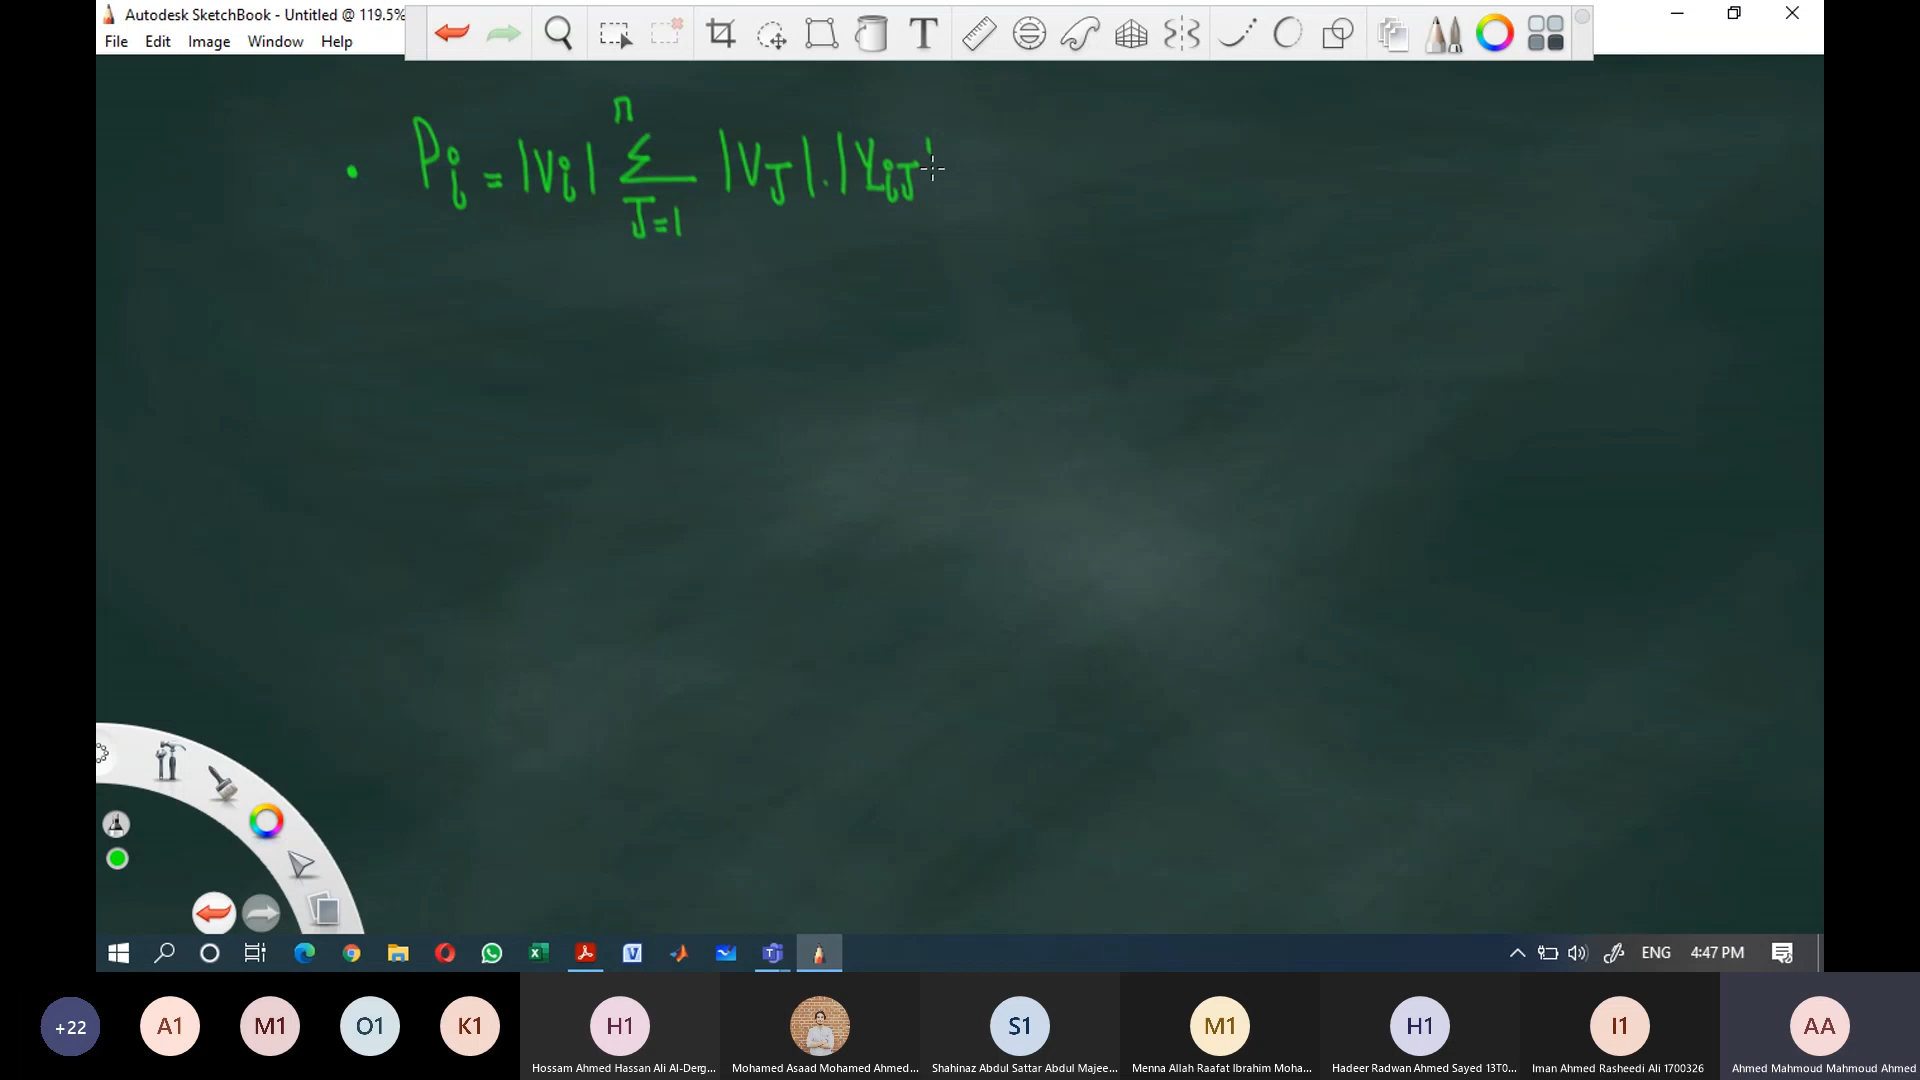 Autodesk SketchBook - Untitled @ 119.5%
File Edit Image Window Help
n
Pi = |Vi| Σ |VJ|.|YiJ'
J=1
ENG 4:47 PM
+22 A1 M1 O1 K1 H1 S1 M1 H1 I1 AA
Hossam Ahmed Hassan Ali Al-Derg... Mohamed Asaad Mohamed Ahmed... Shahinaz Abdul Sattar Abdul Majee... Menna Allah Raafat Ibrahim Moha... Hadeer Radwan Ahmed Sayed 13T0... Iman Ahmed Rasheedi Ali 1700326 Ahmed Mahmoud Mahmoud Ahmed